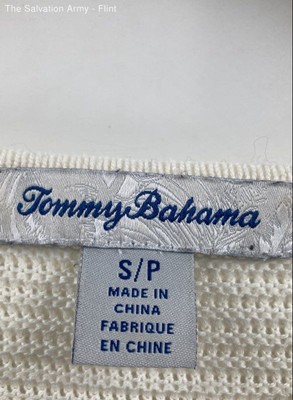 The Salvation Army - Flint
Tommy Bahama
S/P
MADE IN
CHINA
FABRIQUE
EN CHINE